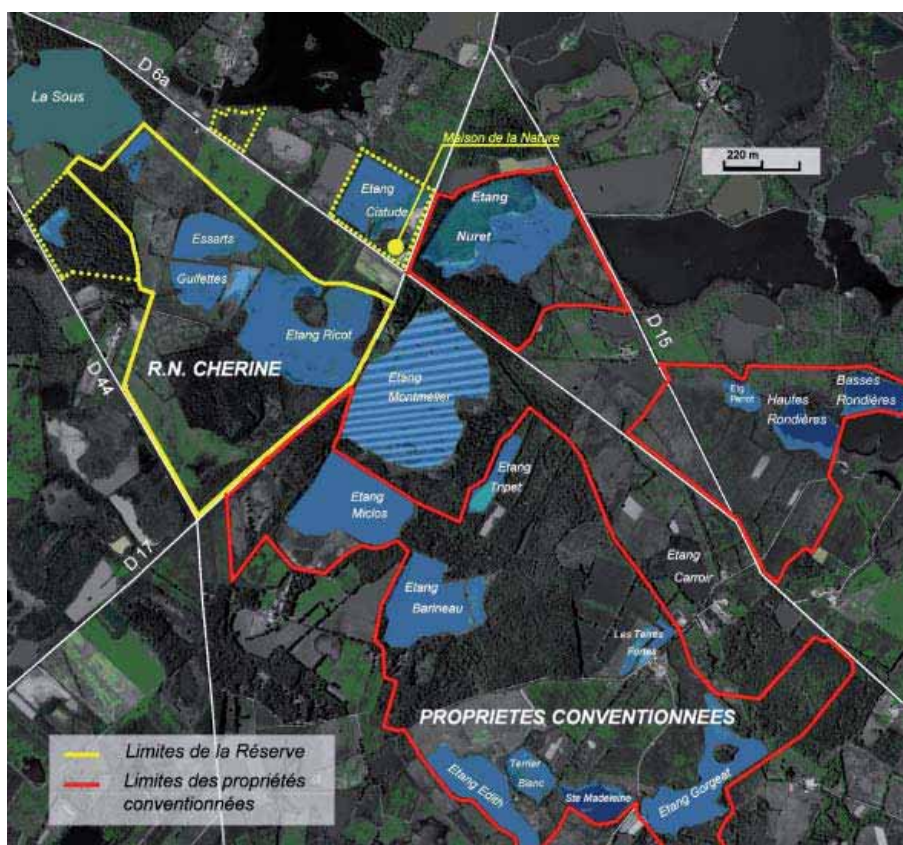 D 6a
La Sous
Maison de la Nature
220 m
Etang
Cistude
Etang
Nuret
Essarts
Guifettes
Etang Ricot
D 15
R.N. CHERINE
D 44
Etang
Montmelier
Etg
Perrot
Hautes
Rondières
Basses
Rondières
Etang
Tripet
Etang
Miclos
D17
Etang
Carroir
Etang
Barineau
Les Terres
Fortes
PROPRIETES CONVENTIONNEES
Limites de la Réserve
Limites des propriétés
conventionnées
Etang Edith
Terrier
Blanc
Ste Madeleine
Etang Gorgeat